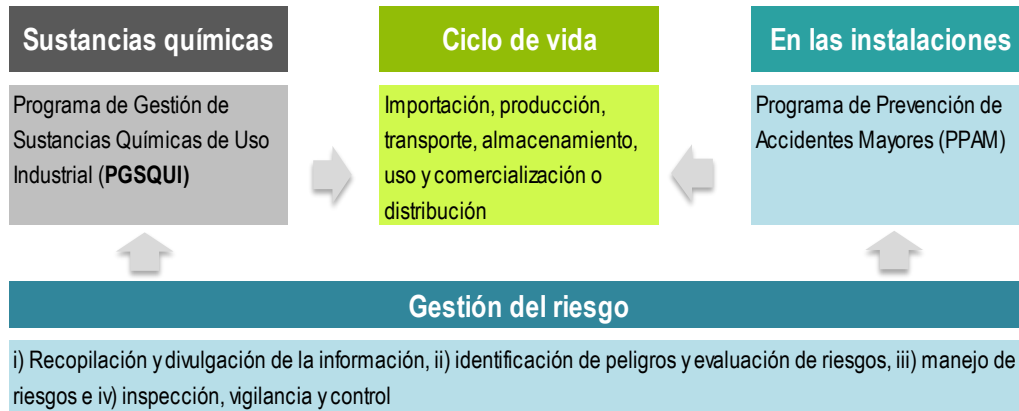 Sustancias químicas
Programa de Gestión de
Sustancias Químicas de Uso
Industrial (PGSQUI)
Ciclo de vida
Importación, producción,
transporte, almacenamiento,
uso y comercialización o
distribución
En las instalaciones
Programa de Prevención de
Accidentes Mayores (PPAM)
Gestión del riesgo
i) Recopilación y divulgación de la información, ii) identificación de peligros y evaluación de riesgos, iii) manejo de
riesgos e iv) inspección, vigilancia y control